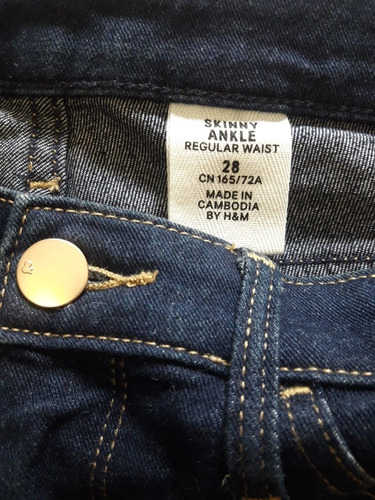 SKINNY
ANKLE
REGULAR WAIST
28
CN 165/72A
MADE IN
CAMBODIA
BY H&M